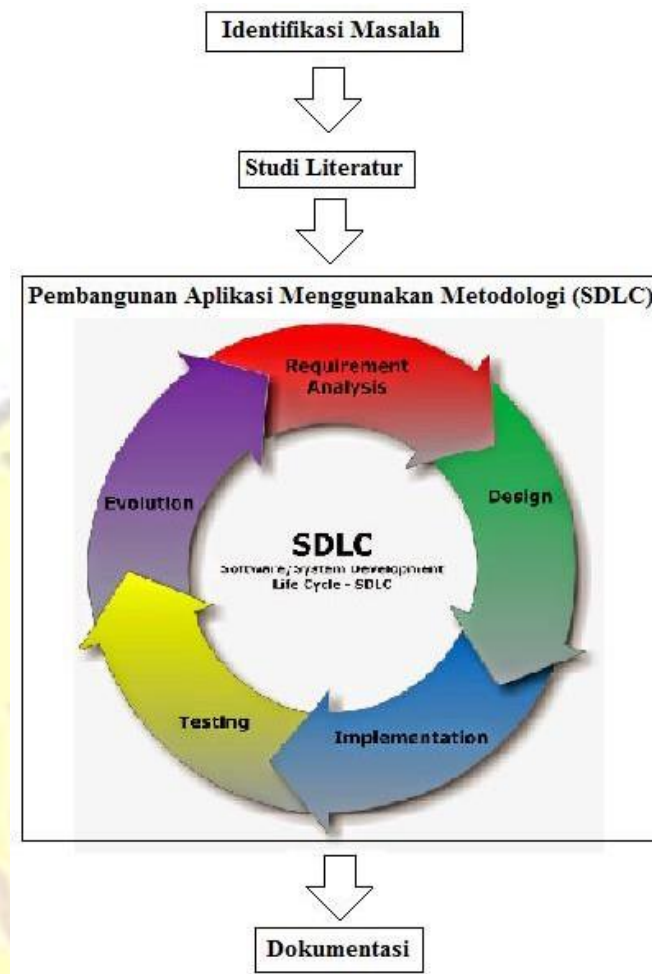 Identifikasi Masalah
Studi Literatur
Pembangunan Aplikasi Menggunakan Metodologi (SDLC)
Requirement
Analysis
Design
Evolution
SDLC
Software/System Development
Life Cycle - SDLC
Testing
Implementation
Dokumentasi